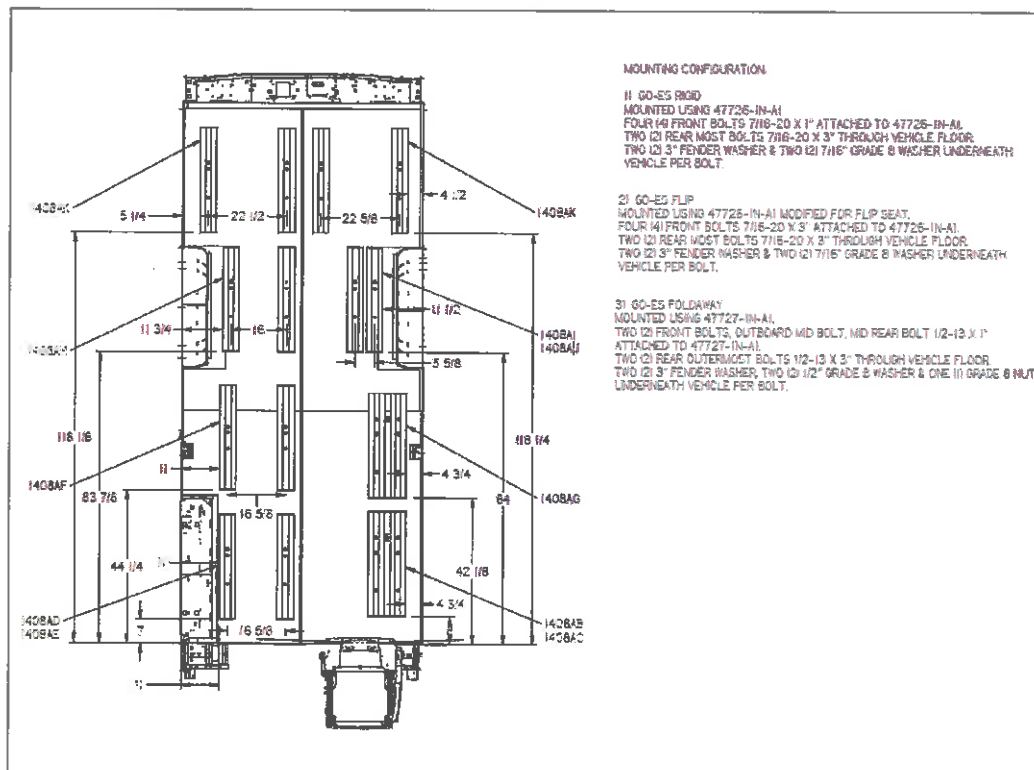 MOUNTING CONFIGURATION:
1) GO-ES RIGID
MOUNTED USING 47726-IN-A1
FOUR (4) FRONT BOLTS 7/16-20 X 1" ATTACHED TO 47726-IN-A1.
TWO (2) REAR MOST BOLTS 7/16-20 X 3" THROUGH VEHICLE FLOOR.
TWO (2) 3" FENDER WASHER & TWO (2) 7/16" GRADE 8 WASHER UNDERNEATH
VEHICLE PER BOLT.
2) GO-ES FLIP
MOUNTED USING 47726-IN-A1 MODIFIED FOR FLIP SEAT.
FOUR (4) FRONT BOLTS 7/16-20 X 3" ATTACHED TO 47726-IN-A1.
TWO (2) REAR MOST BOLTS 7/16-20 X 3" THROUGH VEHICLE FLOOR.
TWO (2) 3" FENDER WASHER & TWO (2) 7/16" GRADE 8 WASHER UNDERNEATH
VEHICLE PER BOLT.
3) GO-ES FOLDAWAY
MOUNTED USING 47727-IN-A1.
TWO (2) FRONT BOLTS, OUTBOARD MID BOLT, MID REAR BOLT 1/2-13 X 1"
ATTACHED TO 47727-IN-A1.
TWO (2) REAR OUTERMOST BOLTS 1/2-13 X 3" THROUGH VEHICLE FLOOR.
TWO (2) 3" FENDER WASHER, TWO (2) 1/2" GRADE 8 WASHER & ONE (1) GRADE 8 NUT
UNDERNEATH VEHICLE PER BOLT.
4 1/2
1408AK
1408AK
5 1/4
22 1/2
22 5/8
11 3/4
16
11 1/2
1408AI
1408AJ
5 5/8
118 1/8
118 1/4
11
4 3/4
1408AF
83 7/8
84
1408AG
16 5/8
44 1/4
42 1/8
4 3/4
1408AD
1408AE
16 5/8
1408AB
1408AC